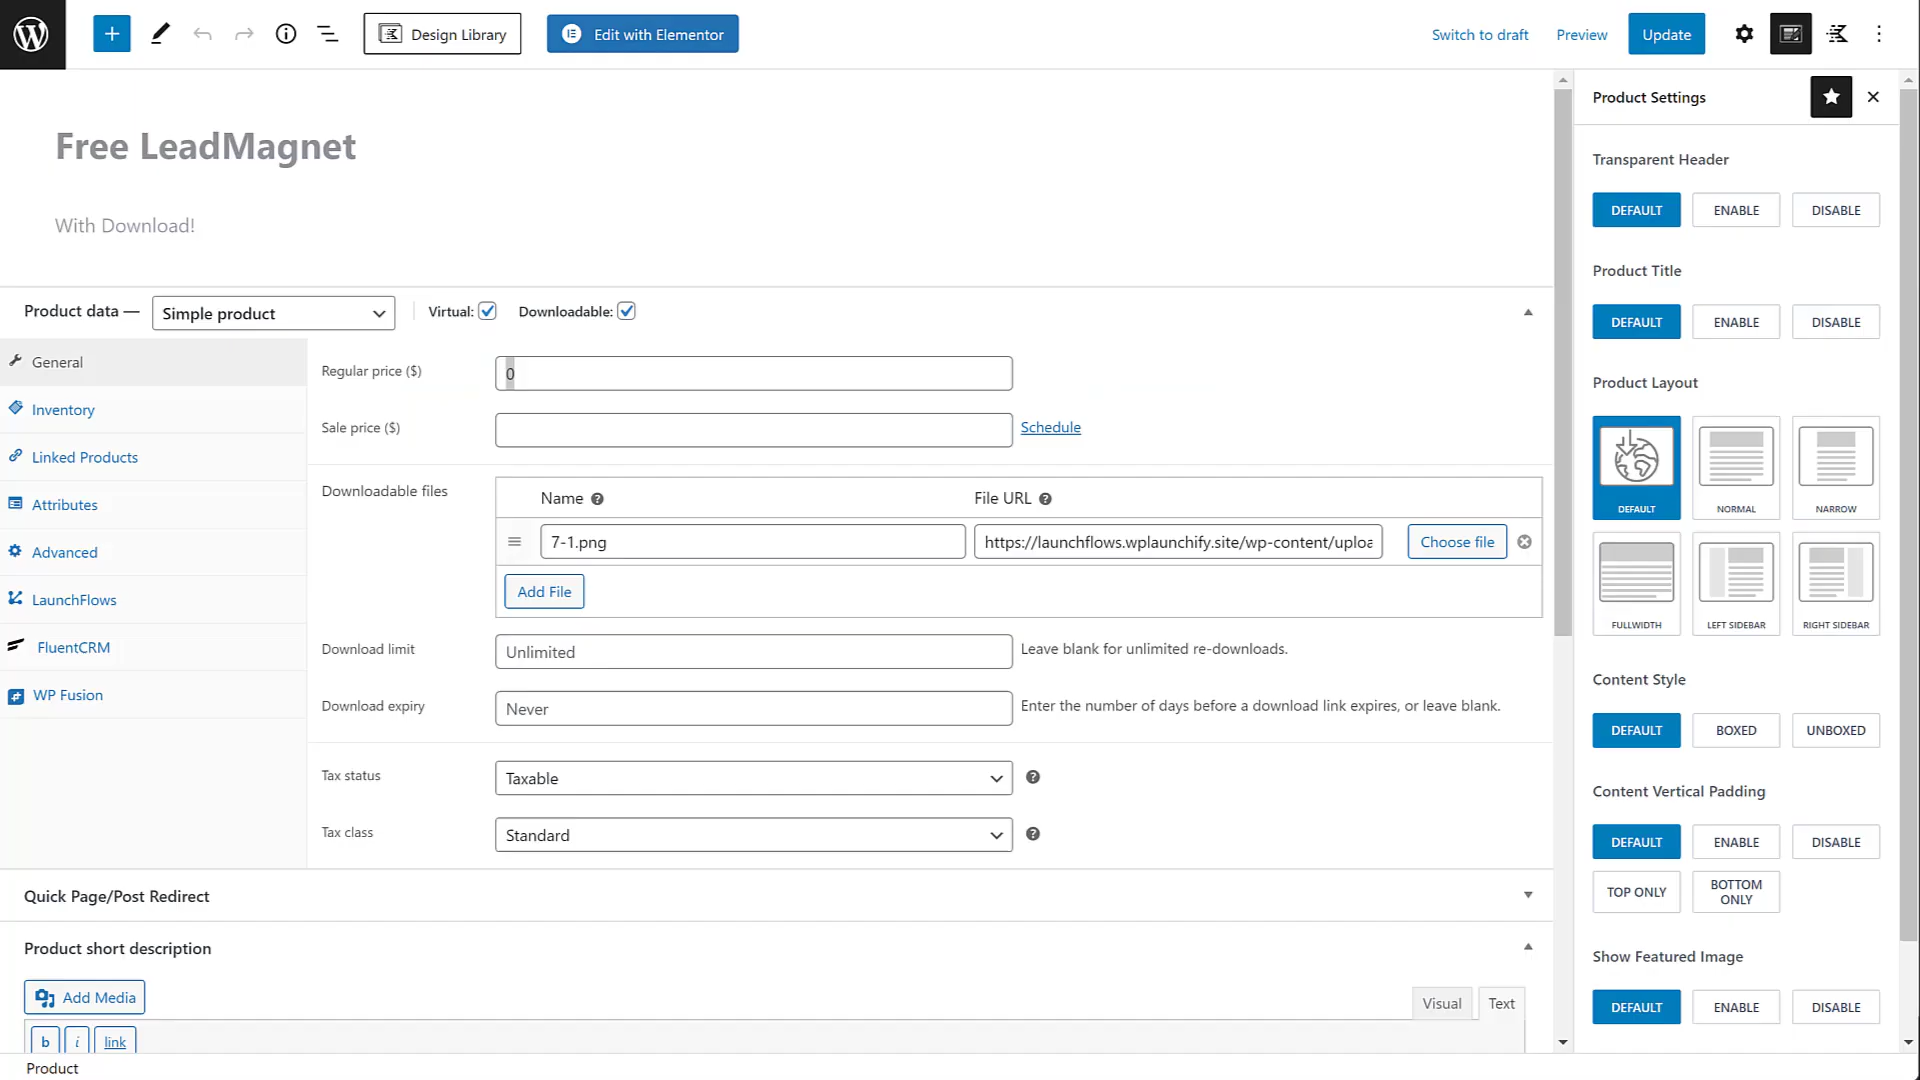 Design Library
Edit with Elementor
Switch to draft
Preview
Update
Free LeadMagnet
With Download!
Product data —
Simple product
Virtual:
Downloadable:
General
Inventory
Linked Products
Attributes
Advanced
LaunchFlows
FluentCRM
WP Fusion
Regular price ($)
0
Sale price ($)
Schedule
Downloadable files
Name
File URL
7-1.png
https://launchflows.wplaunchify.site/wp-content/uploa
Choose file
Add File
Download limit
Unlimited
Leave blank for unlimited re-downloads.
Download expiry
Never
Enter the number of days before a download link expires, or leave blank.
Tax status
Taxable
Tax class
Standard
Quick Page/Post Redirect
Product short description
Add Media
Visual
Text
b
i
link
Product
Product Settings
Transparent Header
DEFAULT
ENABLE
DISABLE
Product Title
DEFAULT
ENABLE
DISABLE
Product Layout
DEFAULT
NORMAL
NARROW
FULLWIDTH
LEFT SIDEBAR
RIGHT SIDEBAR
Content Style
DEFAULT
BOXED
UNBOXED
Content Vertical Padding
DEFAULT
ENABLE
DISABLE
TOP ONLY
BOTTOM
ONLY
Show Featured Image
DEFAULT
ENABLE
DISABLE